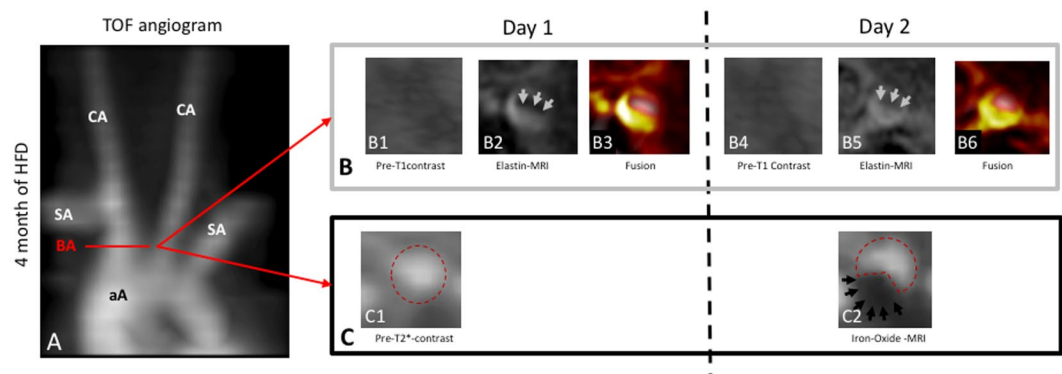 TOF angiogram
Day 1
Day 2
4 month of HFD
CA
CA
SA
SA
BA
aA
A
B
B1
B2
B3
B4
B5
B6
Pre-T1contrast
Elastin-MRI
Fusion
Pre-T1 Contrast
Elastin-MRI
Fusion
C
C1
C2
Pre-T2*-contrast
Iron-Oxide -MRI